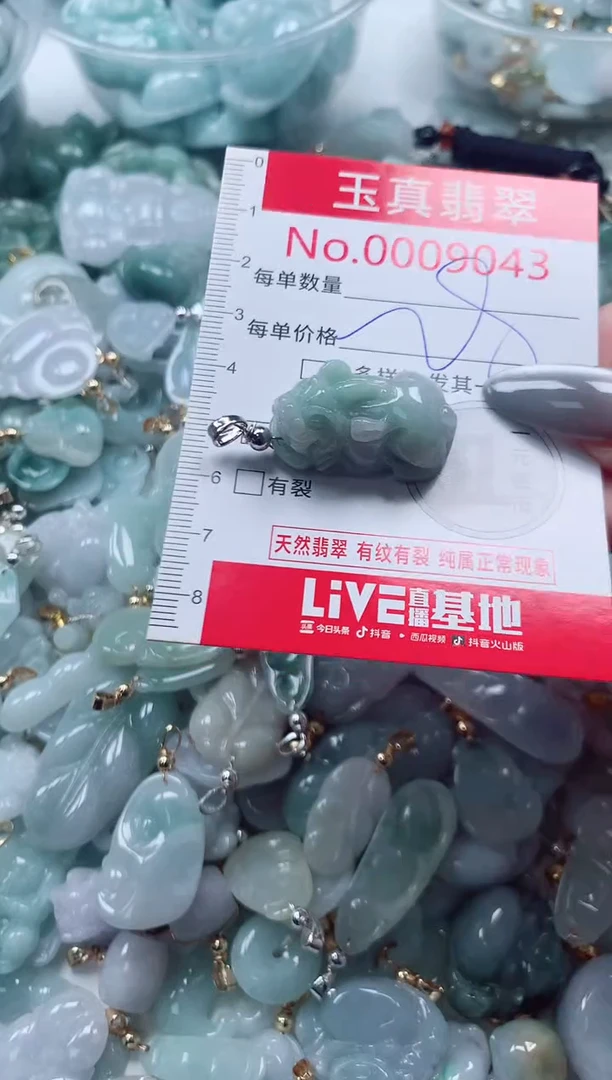 0
玉真翡翠
1
No.0009043
2
每单数量
3
每单价格
4
发其一
6
有裂
7
天然翡翠 有纹有裂 纯属正常现象
8
LiVE直播基地
今日头条 抖音 • 西瓜视频 抖音火山版